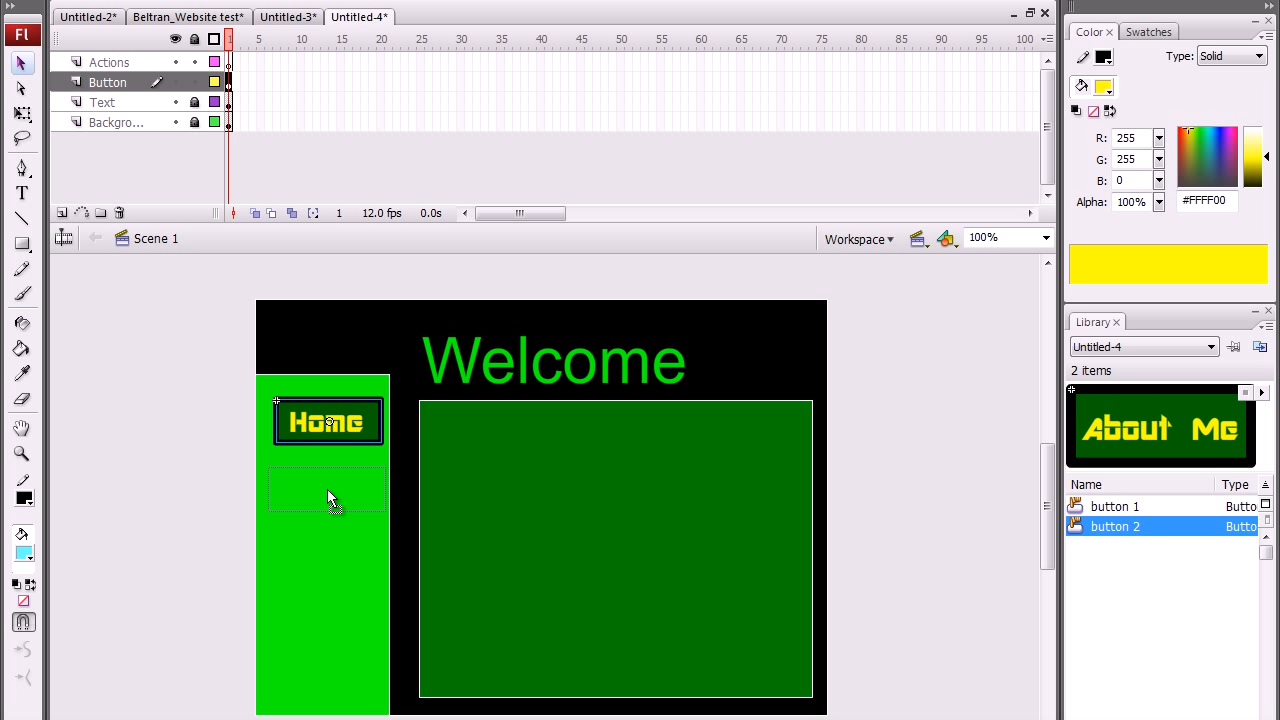 Untitled-2* Beltran_Website test* Untitled-3* Untitled-4*
Fl
1 5 10 15 20 25 30 35 40 45 50 55 60 65 70 75 80 85 90 95 100
Actions
Button
Text
Backgro...
1 12.0 fps 0.0s
Scene 1
Workspace
100%
Welcome
Home
Color Swatches
Type: Solid
R: 255
G: 255
B: 0
Alpha: 100% #FFFF00
Library
Untitled-4
2 items
About Me
Name Type
button 1 Butto
button 2 Butto
T